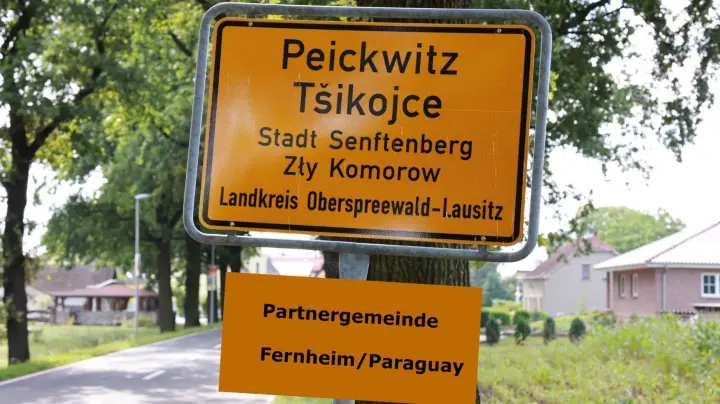 Peickwitz
Tšikojce
Stadt Senftenberg
Zły Komorow
Landkreis Oberspreewald-Lausitz
Partnergemeinde
Fernheim/Paraguay